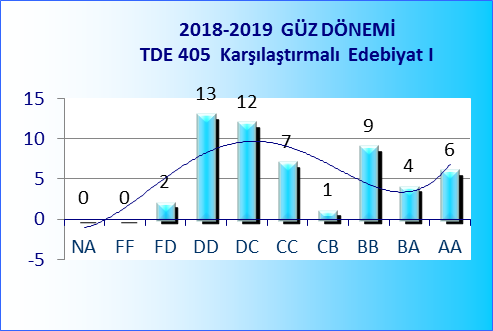 2018-2019 GÜZ DÖNEMİ
TDE 405 Karşılaştırmalı Edebiyat I
15
10
5
0
-5
0 0 2 13 12 7 1 9 4 6
NA FF FD DD DC CC CB BB BA AA